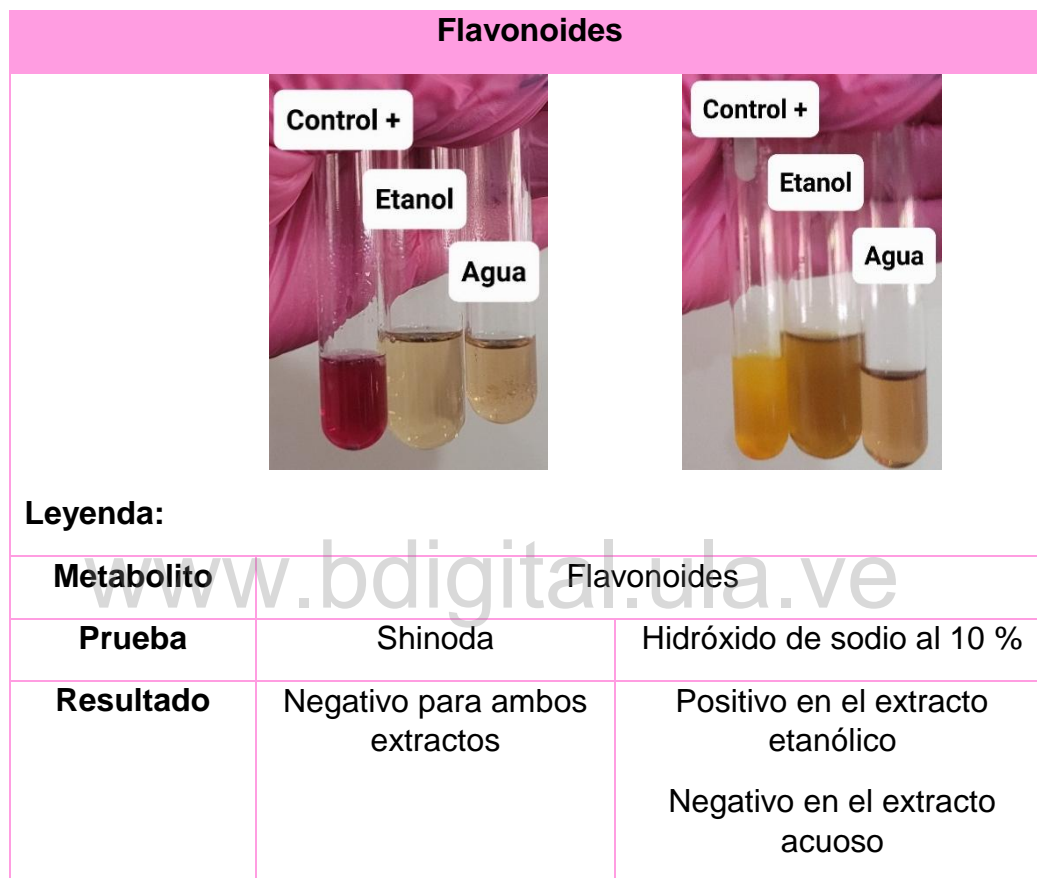 Flavonoides
Control +
Etanol
Agua
Control +
Etanol
Agua
Leyenda:
www.bdigital.ula.ve
Metabolito
Flavonoides
Prueba
Shinoda
Hidróxido de sodio al 10 %
Resultado
Negativo para ambos
extractos
Positivo en el extracto
etanólico
Negativo en el extracto
acuoso